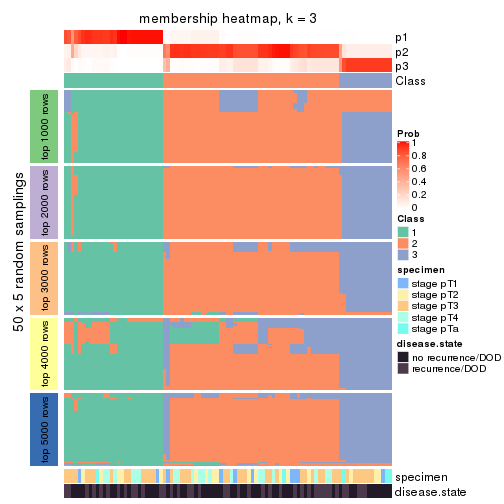 membership heatmap, k = 3
p1
p2
p3
Class
50 x 5 random samplings
top 1000 rows
top 2000 rows
top 3000 rows
top 4000 rows
top 5000 rows
specimen
disease.state
Prob
1
0.8
0.6
0.4
0.2
0
Class
1
2
3
specimen
stage pT1
stage pT2
stage pT3
stage pT4
stage pTa
disease.state
no recurrence/DOD
recurrence/DOD